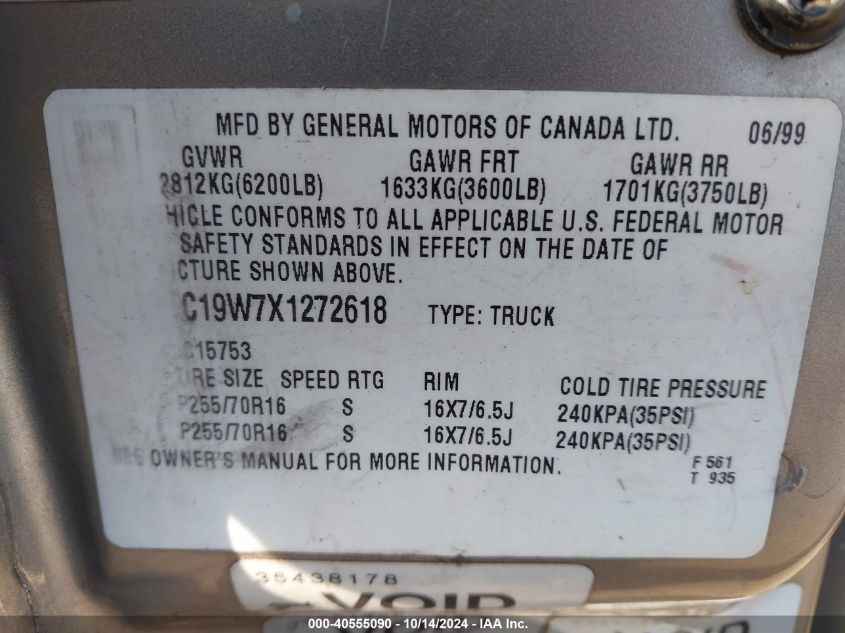 MFD BY GENERAL MOTORS OF CANADA LTD. 06/99
GVWR GAWR FRT GAWR RR
2812KG(6200LB) 1633KG(3600LB) 1701KG(3750LB)
HICLE CONFORMS TO ALL APPLICABLE U.S. FEDERAL MOTOR
SAFETY STANDARDS IN EFFECT ON THE DATE OF
CTURE SHOWN ABOVE.
C19W7X1272618 TYPE: TRUCK
C15753
TIRE SIZE SPEED RTG RIM COLD TIRE PRESSURE
P255/70R16 S 16X7/6.5J 240KPA(35PSI)
P255/70R16 S 16X7/6.5J 240KPA(35PSI)
SEE OWNER'S MANUAL FOR MORE INFORMATION.
F 561
T 935
35438178
VOID
000-40555090 - 10/14/2024 - IAA Inc.